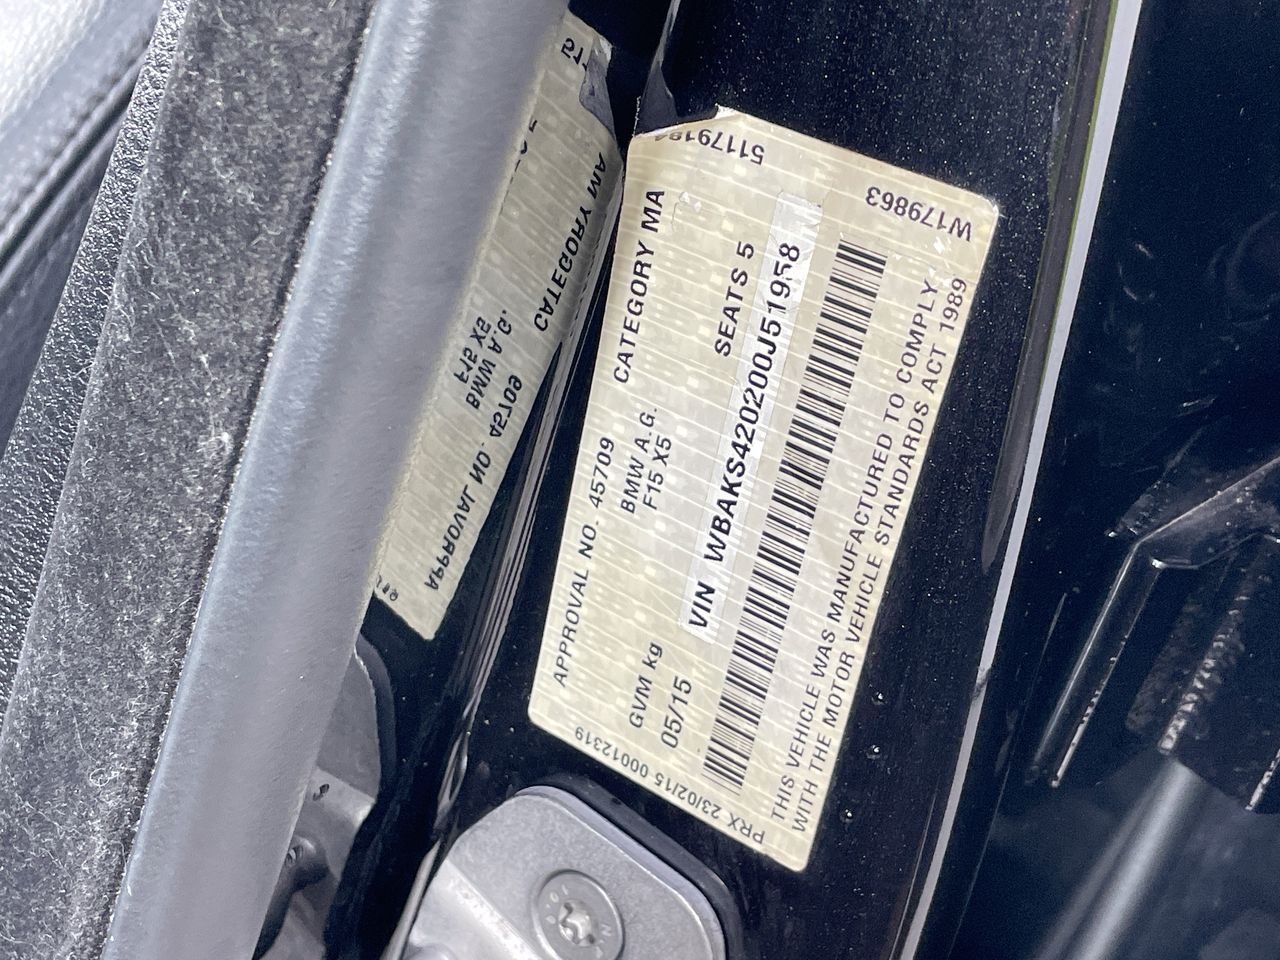 APPROVAL NO. 45709 CATEGORY MA
BMW A.G.
F15 X5
GVM kg SEATS 5
05/15
VIN WBAKS420200J51958
THIS VEHICLE WAS MANUFACTURED TO COMPLY
WITH THE MOTOR VEHICLE STANDARDS ACT 1989
PRX 23/02/15 00012319
W179863
APPROVAL NO. 45709 CATEGORY MA
BMW A.G.
F15 X5